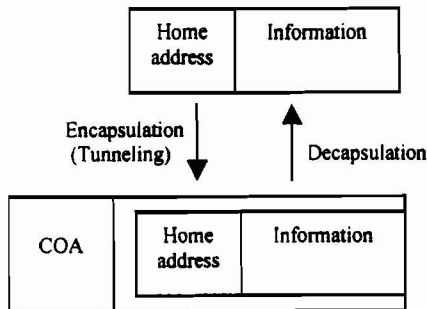 Home
address
Information
Encapsulation
(Tunneling)
Decapsulation
COA
Home
address
Information